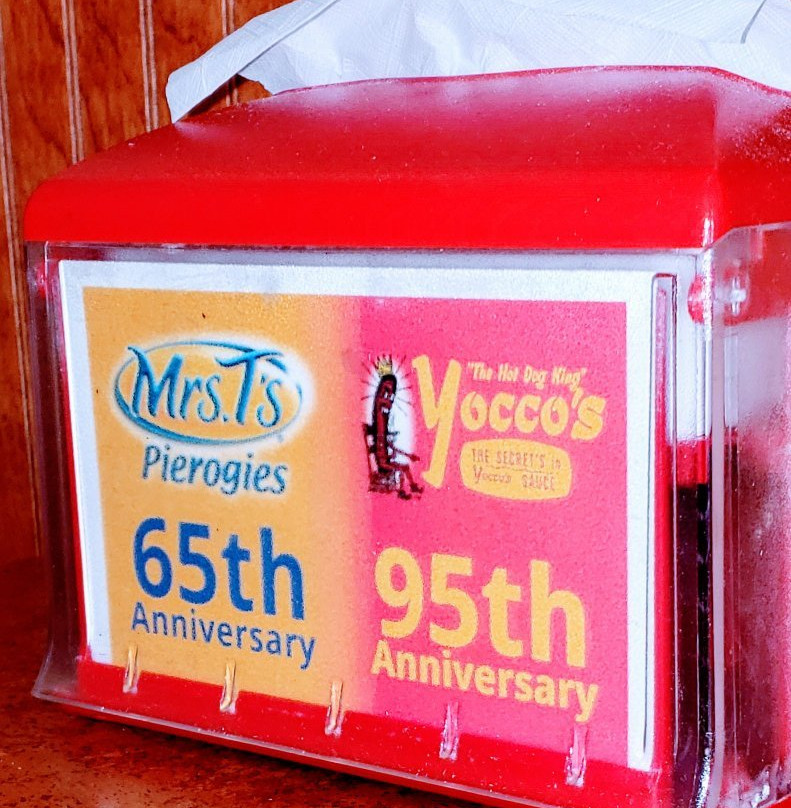 Mrs. T's
Pierogies
65th
Anniversary
"The Hot Dog King"
Yocco's
THE SECRET'S in
Yocco's SAUCE
95th
Anniversary